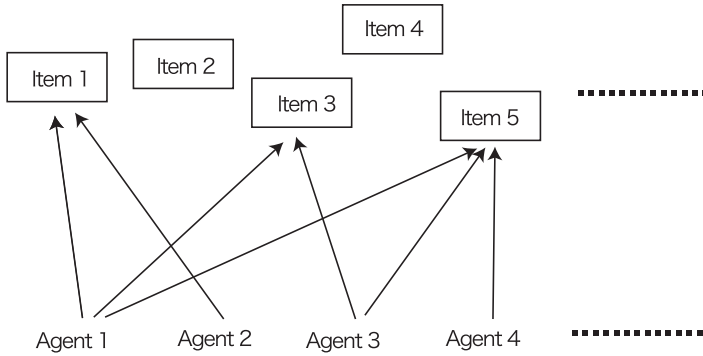 Item 4
Item 1
Item 2
Item 3
Item 5
Agent 1
Agent 2
Agent 3
Agent 4